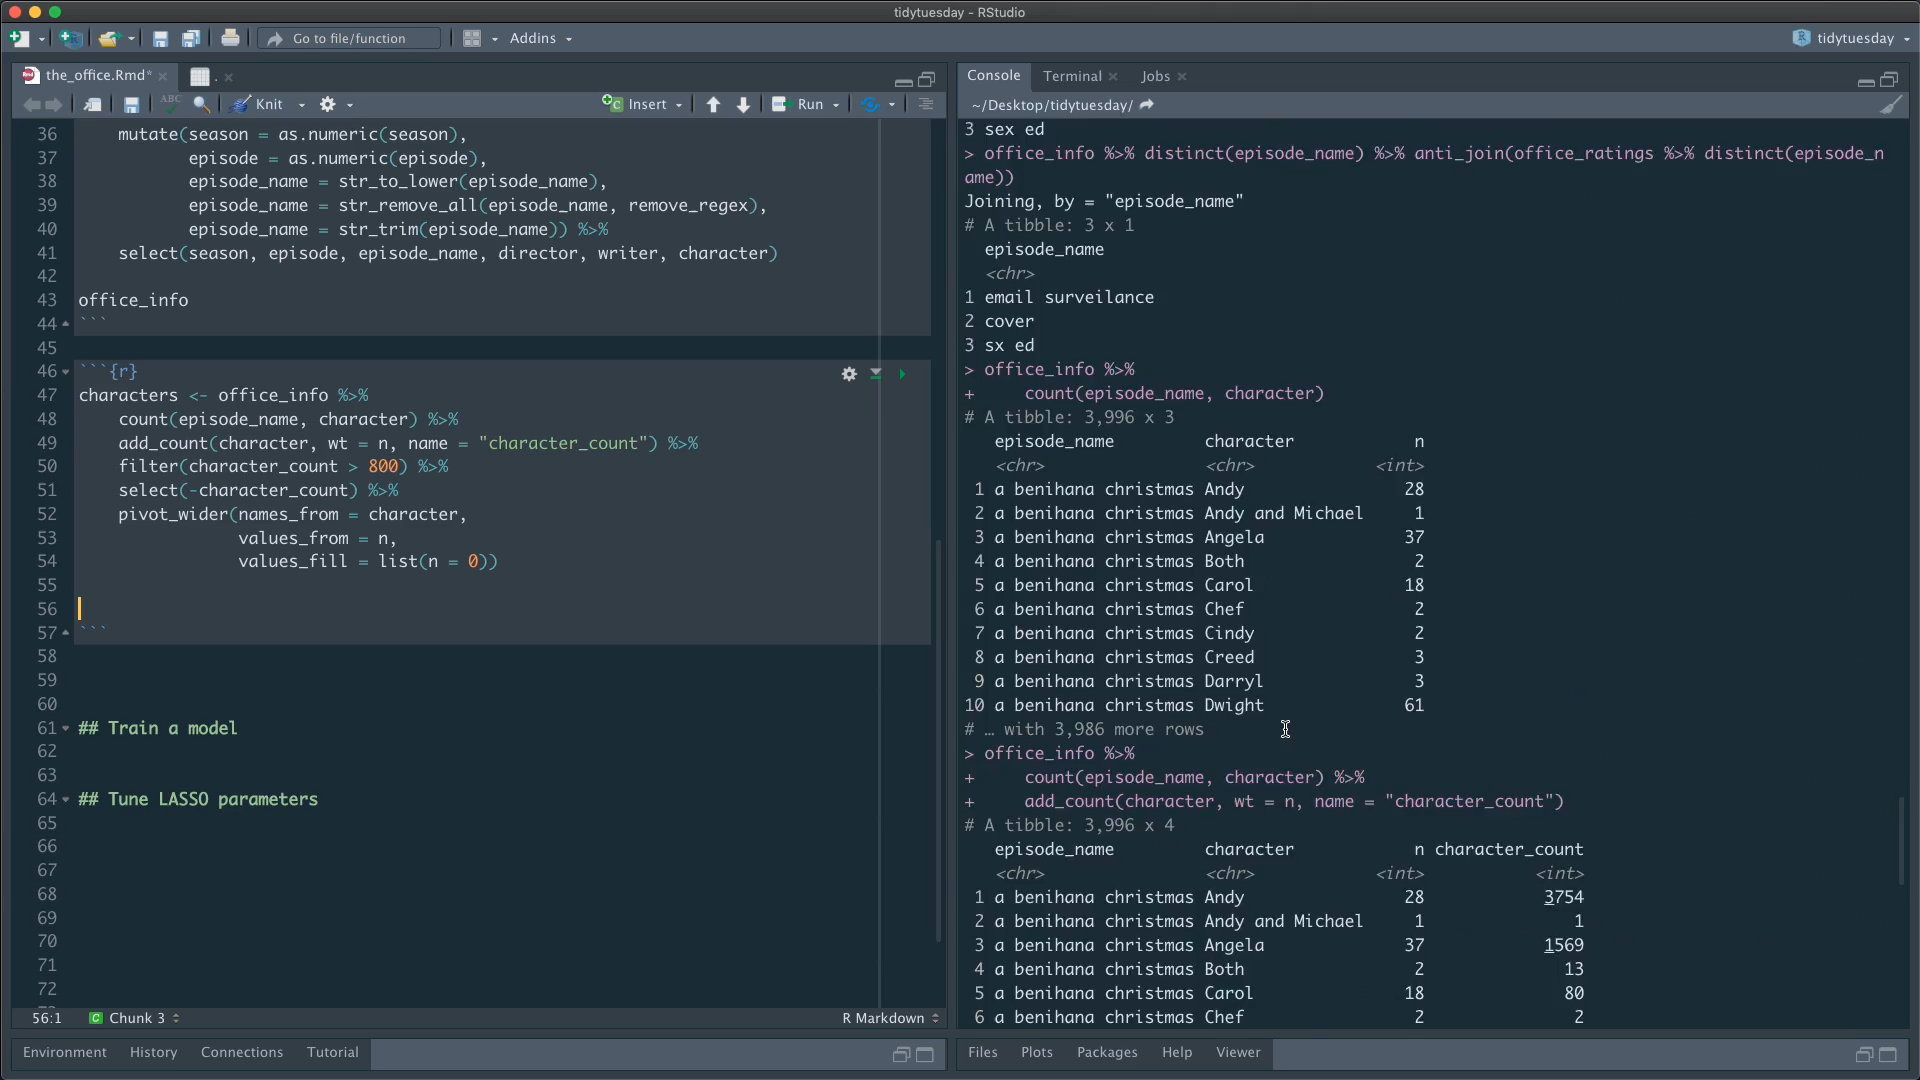 tidytuesday - RStudio
Go to file/function
Addins
tidytuesday
the_office.Rmd*
.
ABC
Knit
Insert
Run
36 mutate(season = as.numeric(season),
37 episode = as.numeric(episode),
38 episode_name = str_to_lower(episode_name),
39 episode_name = str_remove_all(episode_name, remove_regex),
40 episode_name = str_trim(episode_name)) %>%
41 select(season, episode, episode_name, director, writer, character)
42
43 office_info
44 ```
45
46 ```{r}
47 characters <- office_info %>%
48 count(episode_name, character) %>%
49 add_count(character, wt = n, name = "character_count") %>%
50 filter(character_count > 800) %>%
51 select(-character_count) %>%
52 pivot_wider(names_from = character,
53 values_from = n,
54 values_fill = list(n = 0))
55
56
57 ```
58
59
60
61 ## Train a model
62
63
64 ## Tune LASSO parameters
65
66
67
68
69
70
71
72
56:1
C Chunk 3
R Markdown
Environment
History
Connections
Tutorial
Console
Terminal
Jobs
~/Desktop/tidytuesday/
3 sex ed
> office_info %>% distinct(episode_name) %>% anti_join(office_ratings %>% distinct(episode_n
ame))
Joining, by = "episode_name"
# A tibble: 3 x 1
episode_name
<chr>
1 email surveilance
2 cover
3 sx ed
> office_info %>%
+ count(episode_name, character)
# A tibble: 3,996 x 3
episode_name character n
<chr> <chr> <int>
1 a benihana christmas Andy 28
2 a benihana christmas Andy and Michael 1
3 a benihana christmas Angela 37
4 a benihana christmas Both 2
5 a benihana christmas Carol 18
6 a benihana christmas Chef 2
7 a benihana christmas Cindy 2
8 a benihana christmas Creed 3
9 a benihana christmas Darryl 3
10 a benihana christmas Dwight 61
# … with 3,986 more rows
> office_info %>%
+ count(episode_name, character) %>%
+ add_count(character, wt = n, name = "character_count")
# A tibble: 3,996 x 4
episode_name character n character_count
<chr> <chr> <int> <int>
1 a benihana christmas Andy 28 3754
2 a benihana christmas Andy and Michael 1 1
3 a benihana christmas Angela 37 1569
4 a benihana christmas Both 2 13
5 a benihana christmas Carol 18 80
6 a benihana christmas Chef 2 2
Files
Plots
Packages
Help
Viewer